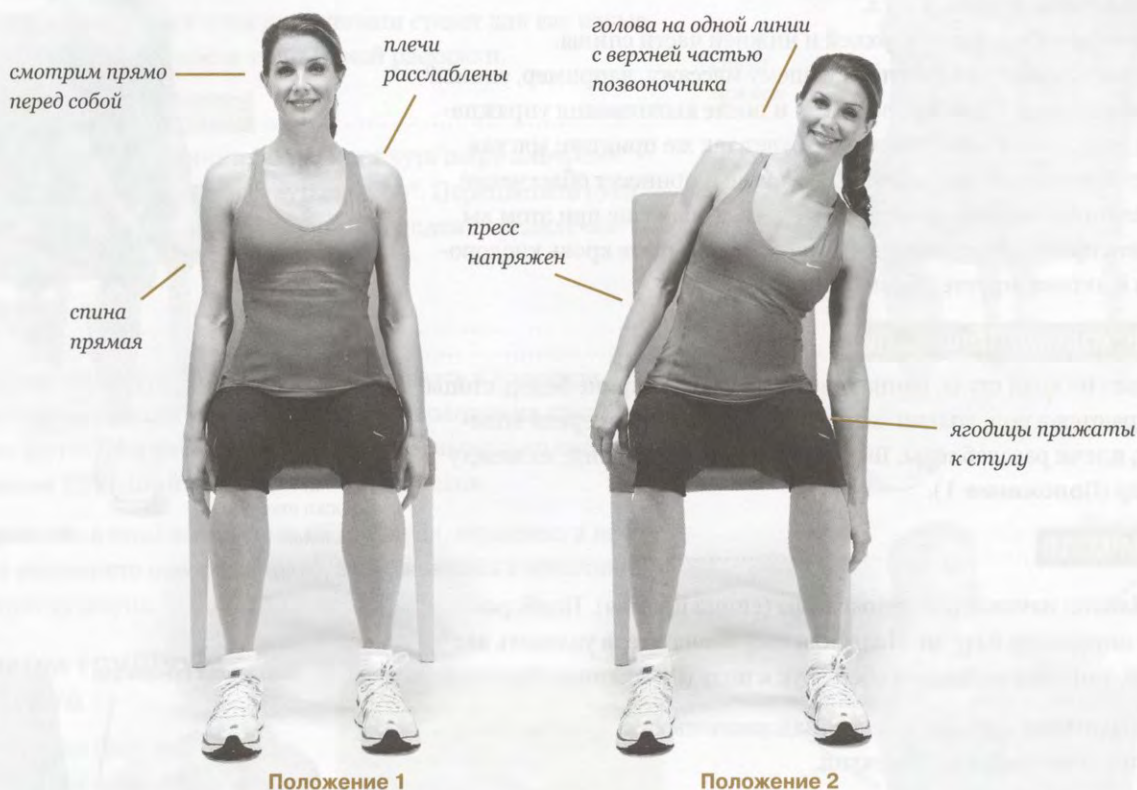 смотрим прямо
перед собой
плечи
расслаблены
голова на одной линии
с верхней частью
позвоночника
спина
прямая
пресс
напряжен
ягодицы прижаты
к стулу
Положение 1
Положение 2